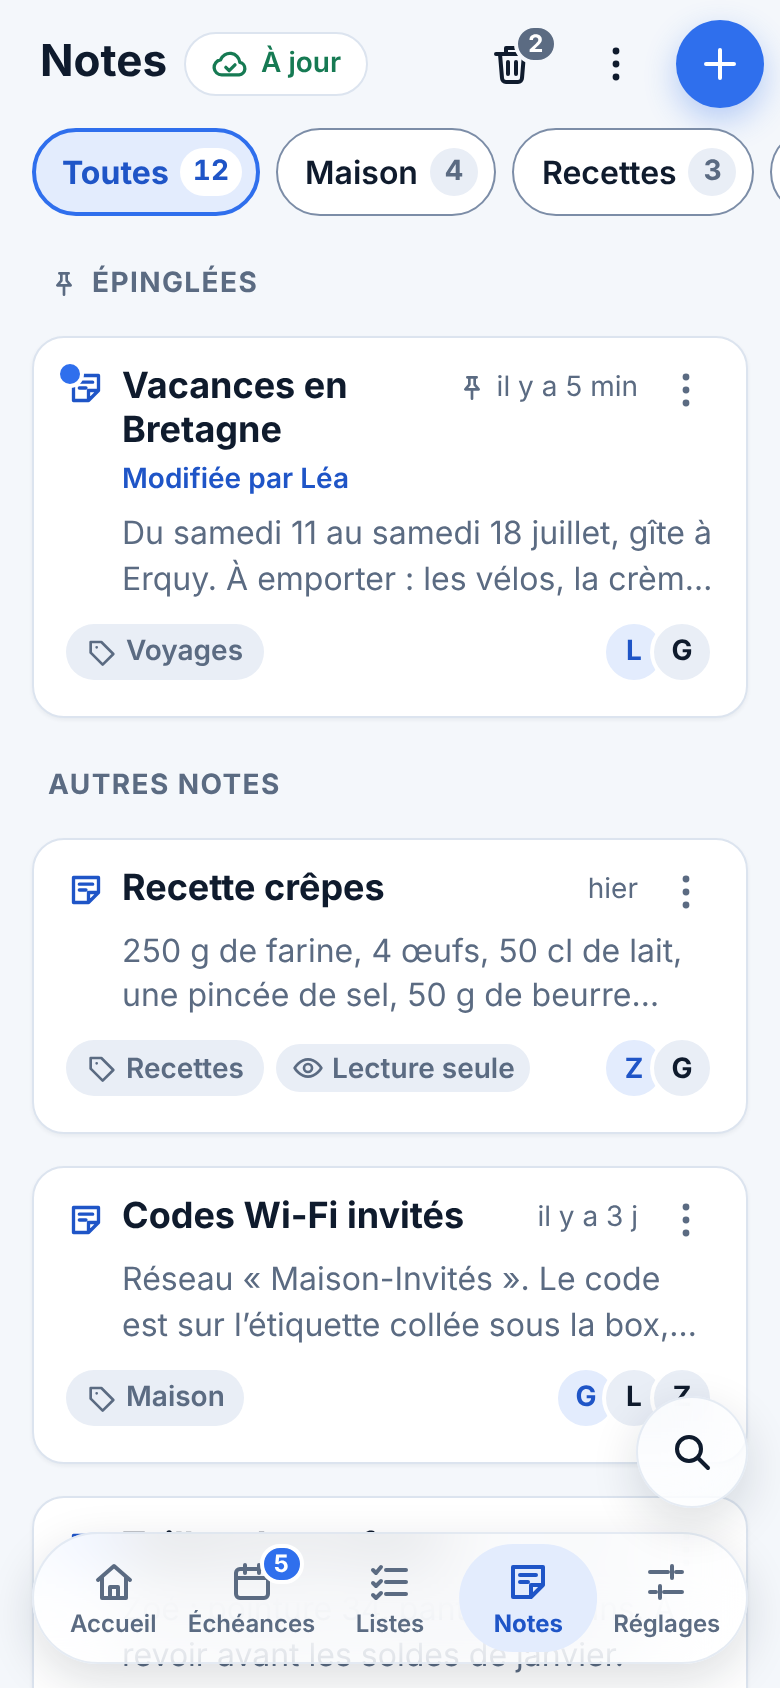 Notes
À jour
2
Toutes 12
Maison 4
Recettes 3
ÉPINGLÉES
Vacances en
Bretagne
il y a 5 min
Modifiée par Léa
Du samedi 11 au samedi 18 juillet, gîte à
Erquy. À emporter : les vélos, la crèm...
Voyages
L G
AUTRES NOTES
Recette crêpes
hier
250 g de farine, 4 œufs, 50 cl de lait,
une pincée de sel, 50 g de beurre...
Recettes
Lecture seule
Z G
Codes Wi-Fi invités
il y a 3 j
Réseau « Maison-Invités ». Le code
est sur l’étiquette collée sous la box,...
Maison
G L Z
5
Accueil
Échéances
Listes
Notes
Réglages
revoir avant les soldes de janvier.